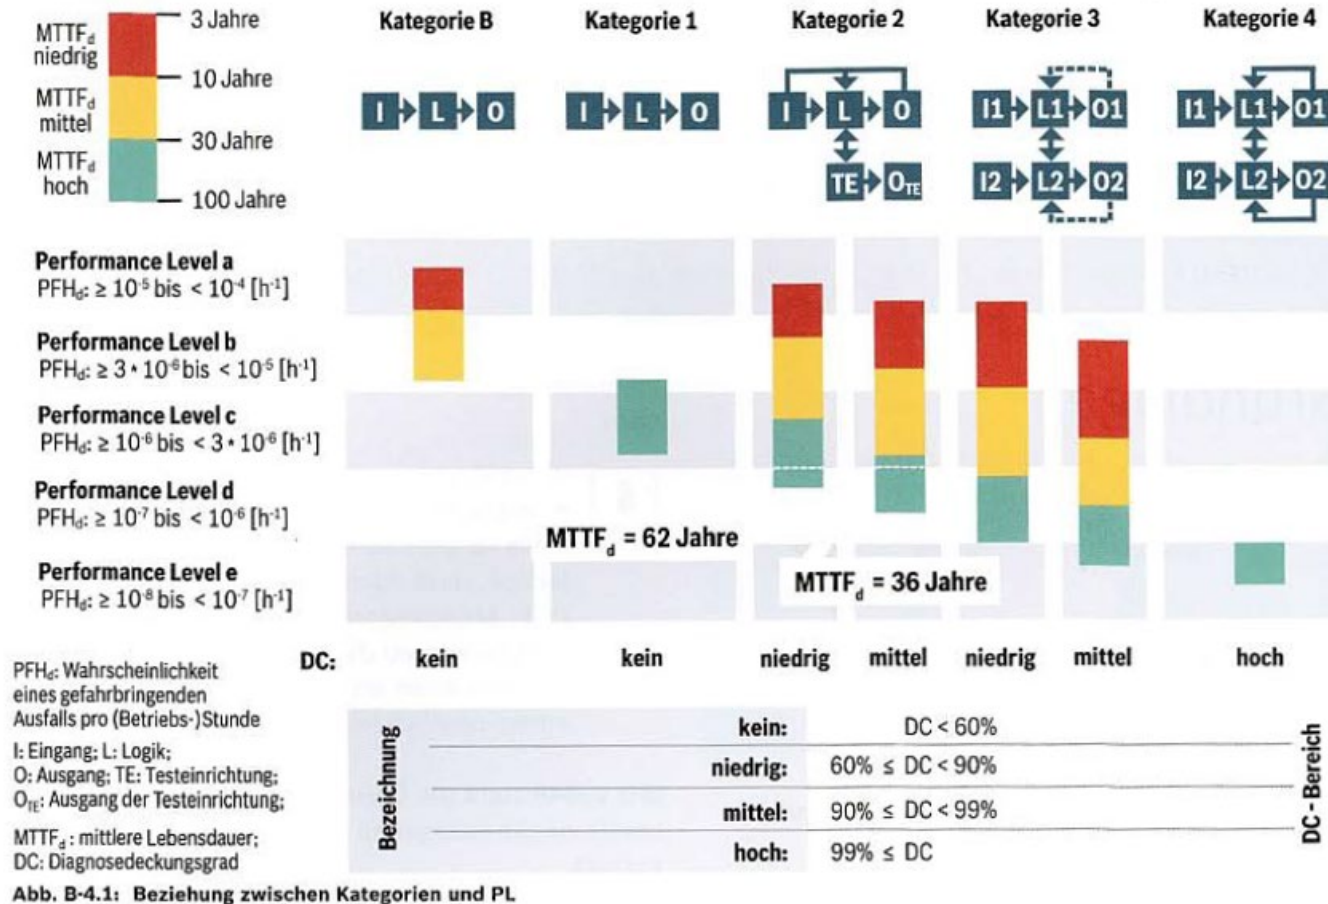 3 Jahre
MTTFd
niedrig
10 Jahre
MTTFd
mittel
30 Jahre
MTTFd
hoch
100 Jahre
Kategorie B
Kategorie 1
Kategorie 2
Kategorie 3
Kategorie 4
I L O
I L O
I L O
TE OTE
I1 L1 O1
I2 L2 O2
I1 L1 O1
I2 L2 O2
Performance Level a
PFHd: ≥ 10⁻⁵ bis < 10⁻⁴ [h⁻¹]
Performance Level b
PFHd: ≥ 3 * 10⁻⁶ bis < 10⁻⁵ [h⁻¹]
Performance Level c
PFHd: ≥ 10⁻⁶ bis < 3 * 10⁻⁶ [h⁻¹]
Performance Level d
PFHd: ≥ 10⁻⁷ bis < 10⁻⁶ [h⁻¹]
Performance Level e
PFHd: ≥ 10⁻⁸ bis < 10⁻⁷ [h⁻¹]
MTTFd = 62 Jahre
MTTFd = 36 Jahre
DC: kein kein niedrig mittel niedrig mittel hoch
PFHd: Wahrscheinlichkeit
eines gefahrbringenden
Ausfalls pro (Betriebs-)Stunde
I: Eingang; L: Logik;
O: Ausgang; TE: Testeinrichtung;
OTE: Ausgang der Testeinrichtung;
MTTFd: mittlere Lebensdauer;
DC: Diagnosedeckungsgrad
Bezeichnung
kein: DC < 60%
niedrig: 60% ≤ DC < 90%
mittel: 90% ≤ DC < 99%
hoch: 99% ≤ DC
DC - Bereich
Abb. B-4.1: Beziehung zwischen Kategorien und PL